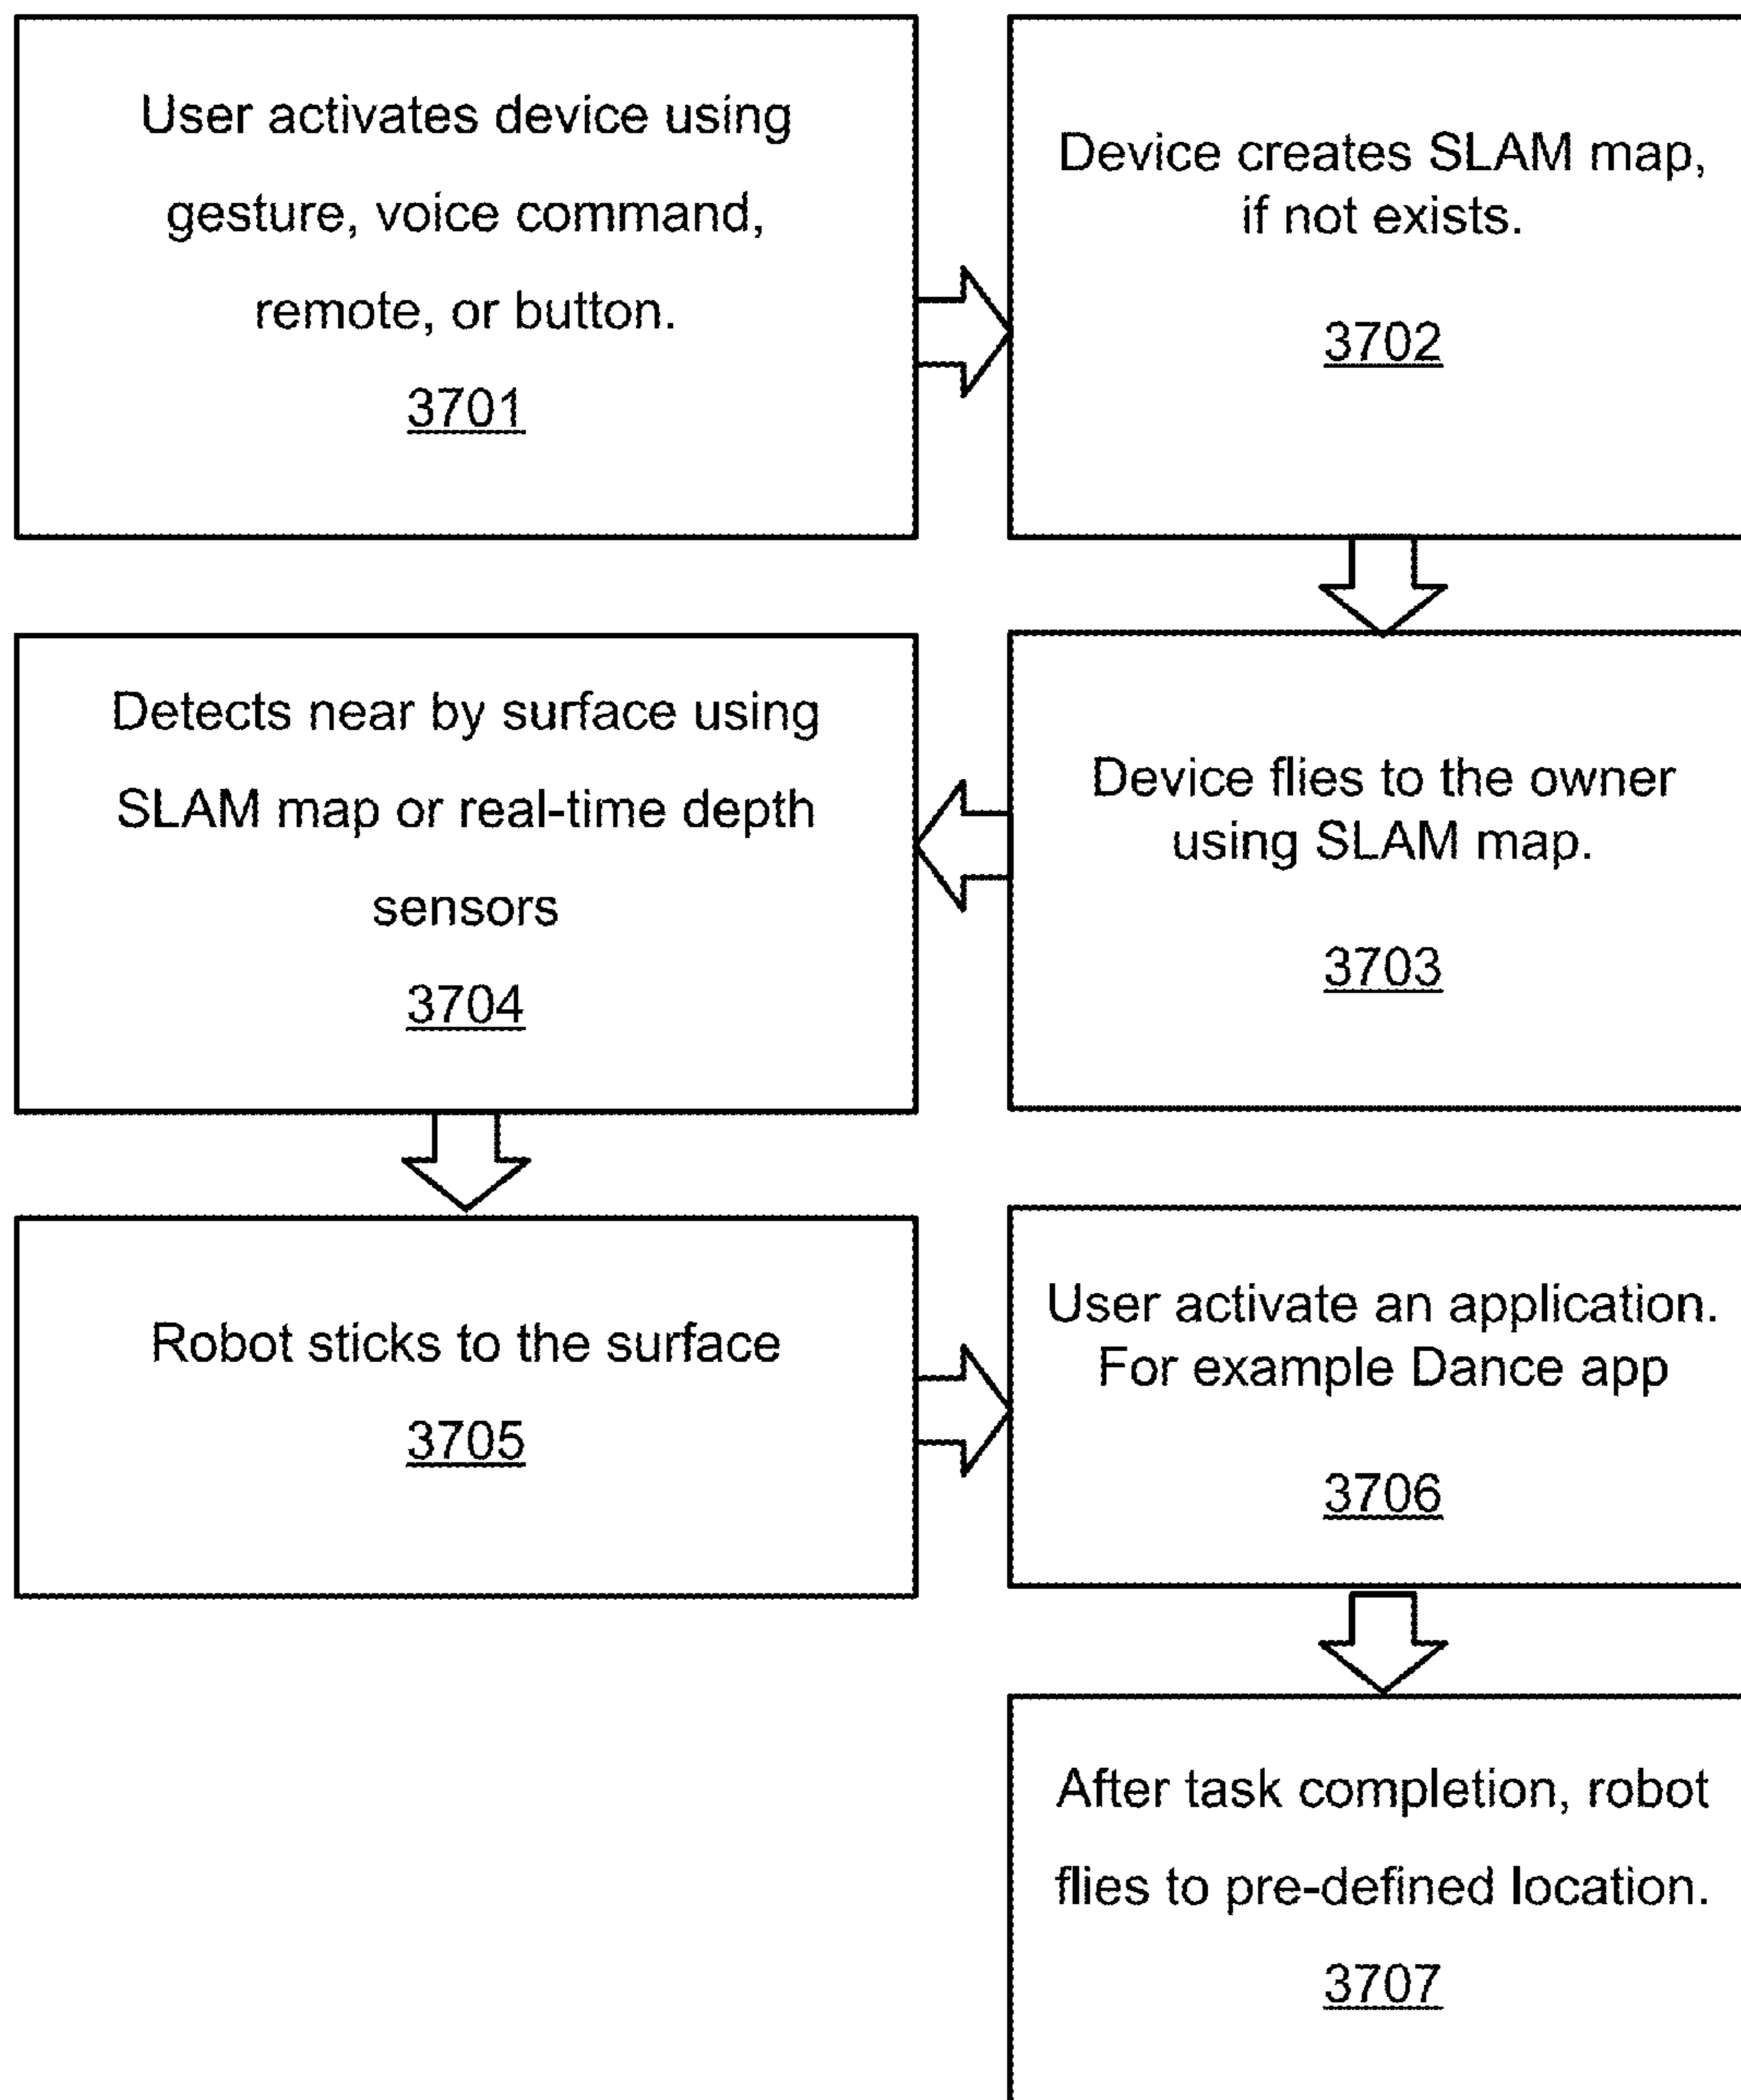 User activates device using
gesture, voice command,
remote, or button.
3701
Device creates SLAM map,
if not exists.
3702
Device flies to the owner
using SLAM map.
3703
Detects near by surface using
SLAM map or real-time depth
sensors
3704
Robot sticks to the surface
3705
User activate an application.
For example Dance app
3706
After task completion, robot
flies to pre-defined location.
3707